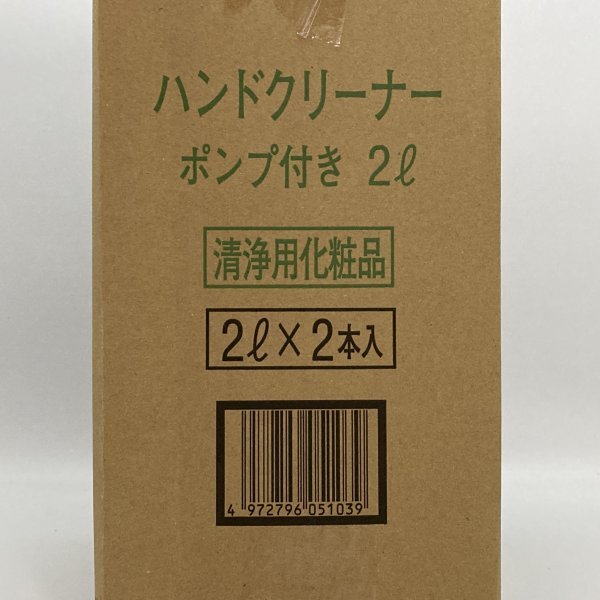 ハンドクリーナー
ポンプ付き 2ℓ
清浄用化粧品
2ℓ×2本入
4 972796 051039